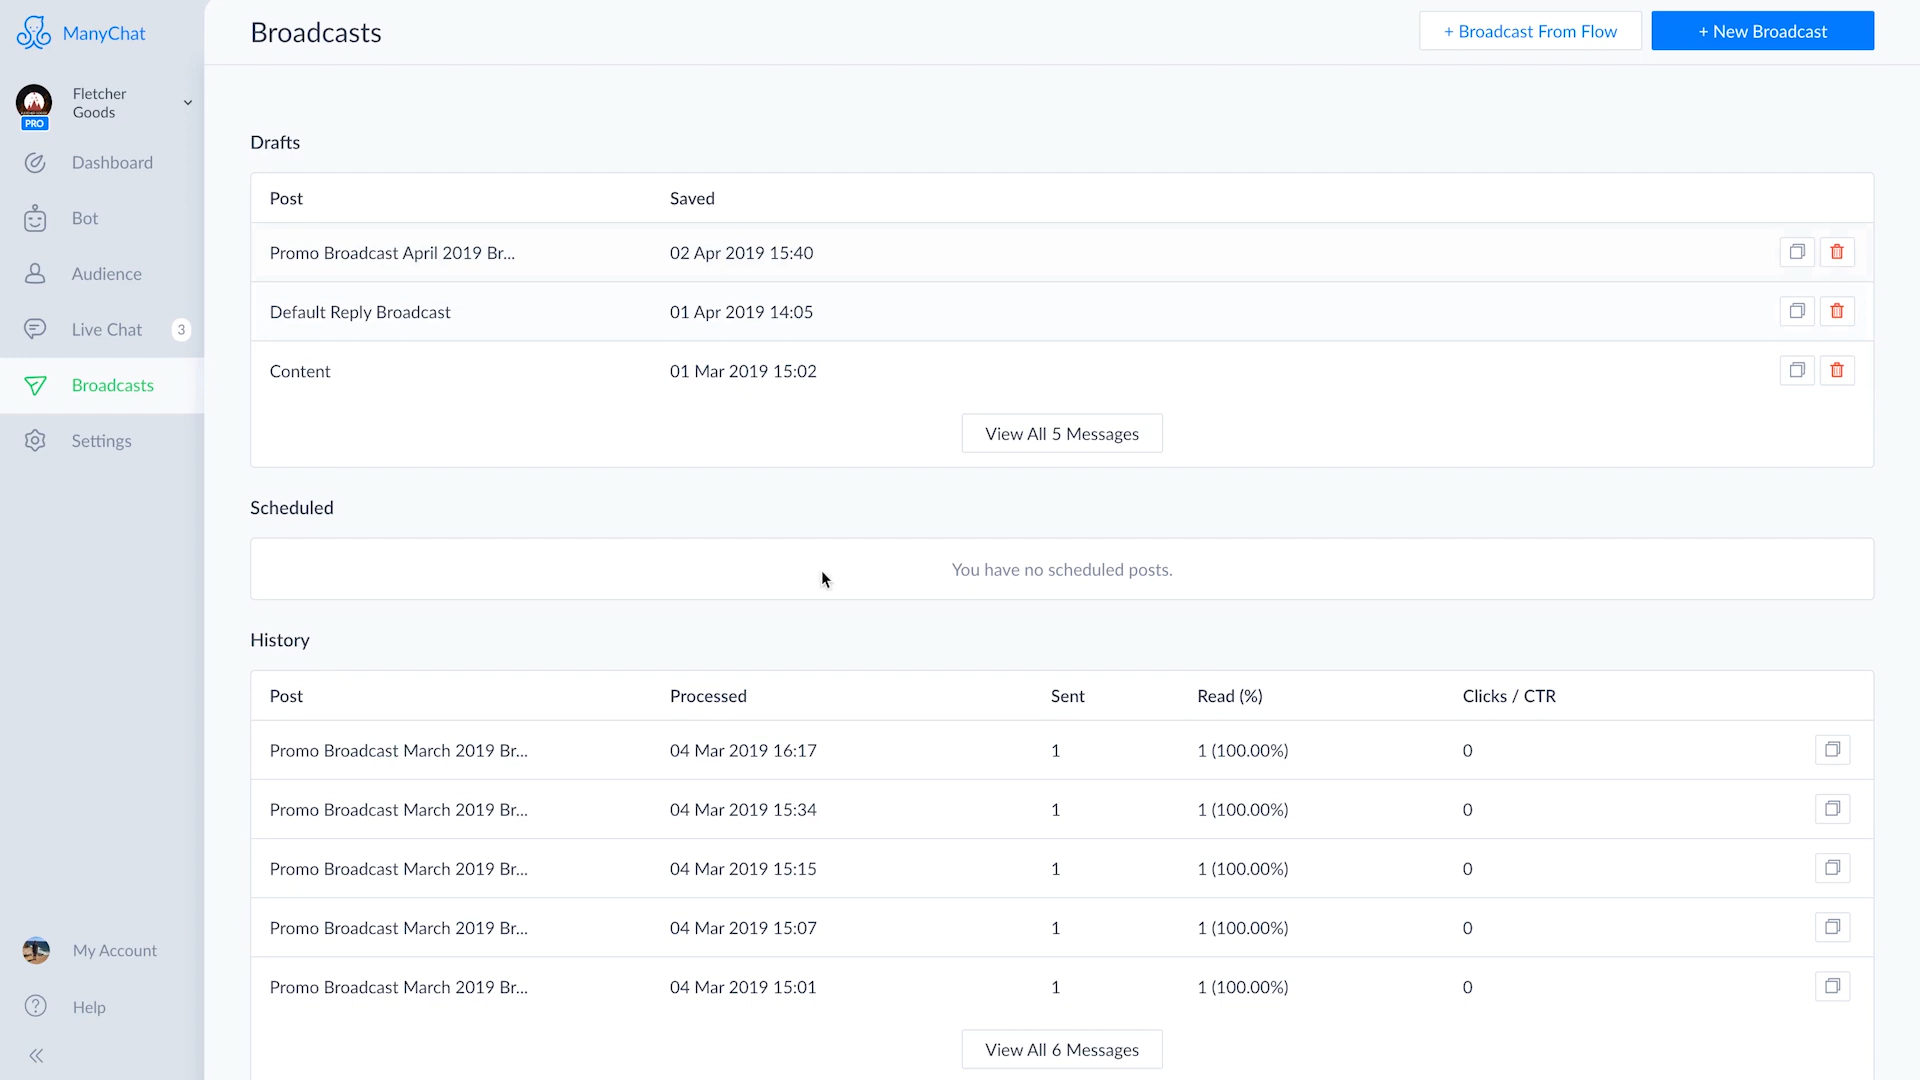 ManyChat
Broadcasts
+ Broadcast From Flow
+ New Broadcast
Fletcher
Goods
PRO
Dashboard
Bot
Audience
Live Chat 3
Broadcasts
Settings
My Account
Help
Drafts
Post Saved
Promo Broadcast April 2019 Br... 02 Apr 2019 15:40
Default Reply Broadcast 01 Apr 2019 14:05
Content 01 Mar 2019 15:02
View All 5 Messages
Scheduled
You have no scheduled posts.
History
Post Processed Sent Read (%) Clicks / CTR
Promo Broadcast March 2019 Br... 04 Mar 2019 16:17 1 1 (100.00%) 0
Promo Broadcast March 2019 Br... 04 Mar 2019 15:34 1 1 (100.00%) 0
Promo Broadcast March 2019 Br... 04 Mar 2019 15:15 1 1 (100.00%) 0
Promo Broadcast March 2019 Br... 04 Mar 2019 15:07 1 1 (100.00%) 0
Promo Broadcast March 2019 Br... 04 Mar 2019 15:01 1 1 (100.00%) 0
View All 6 Messages